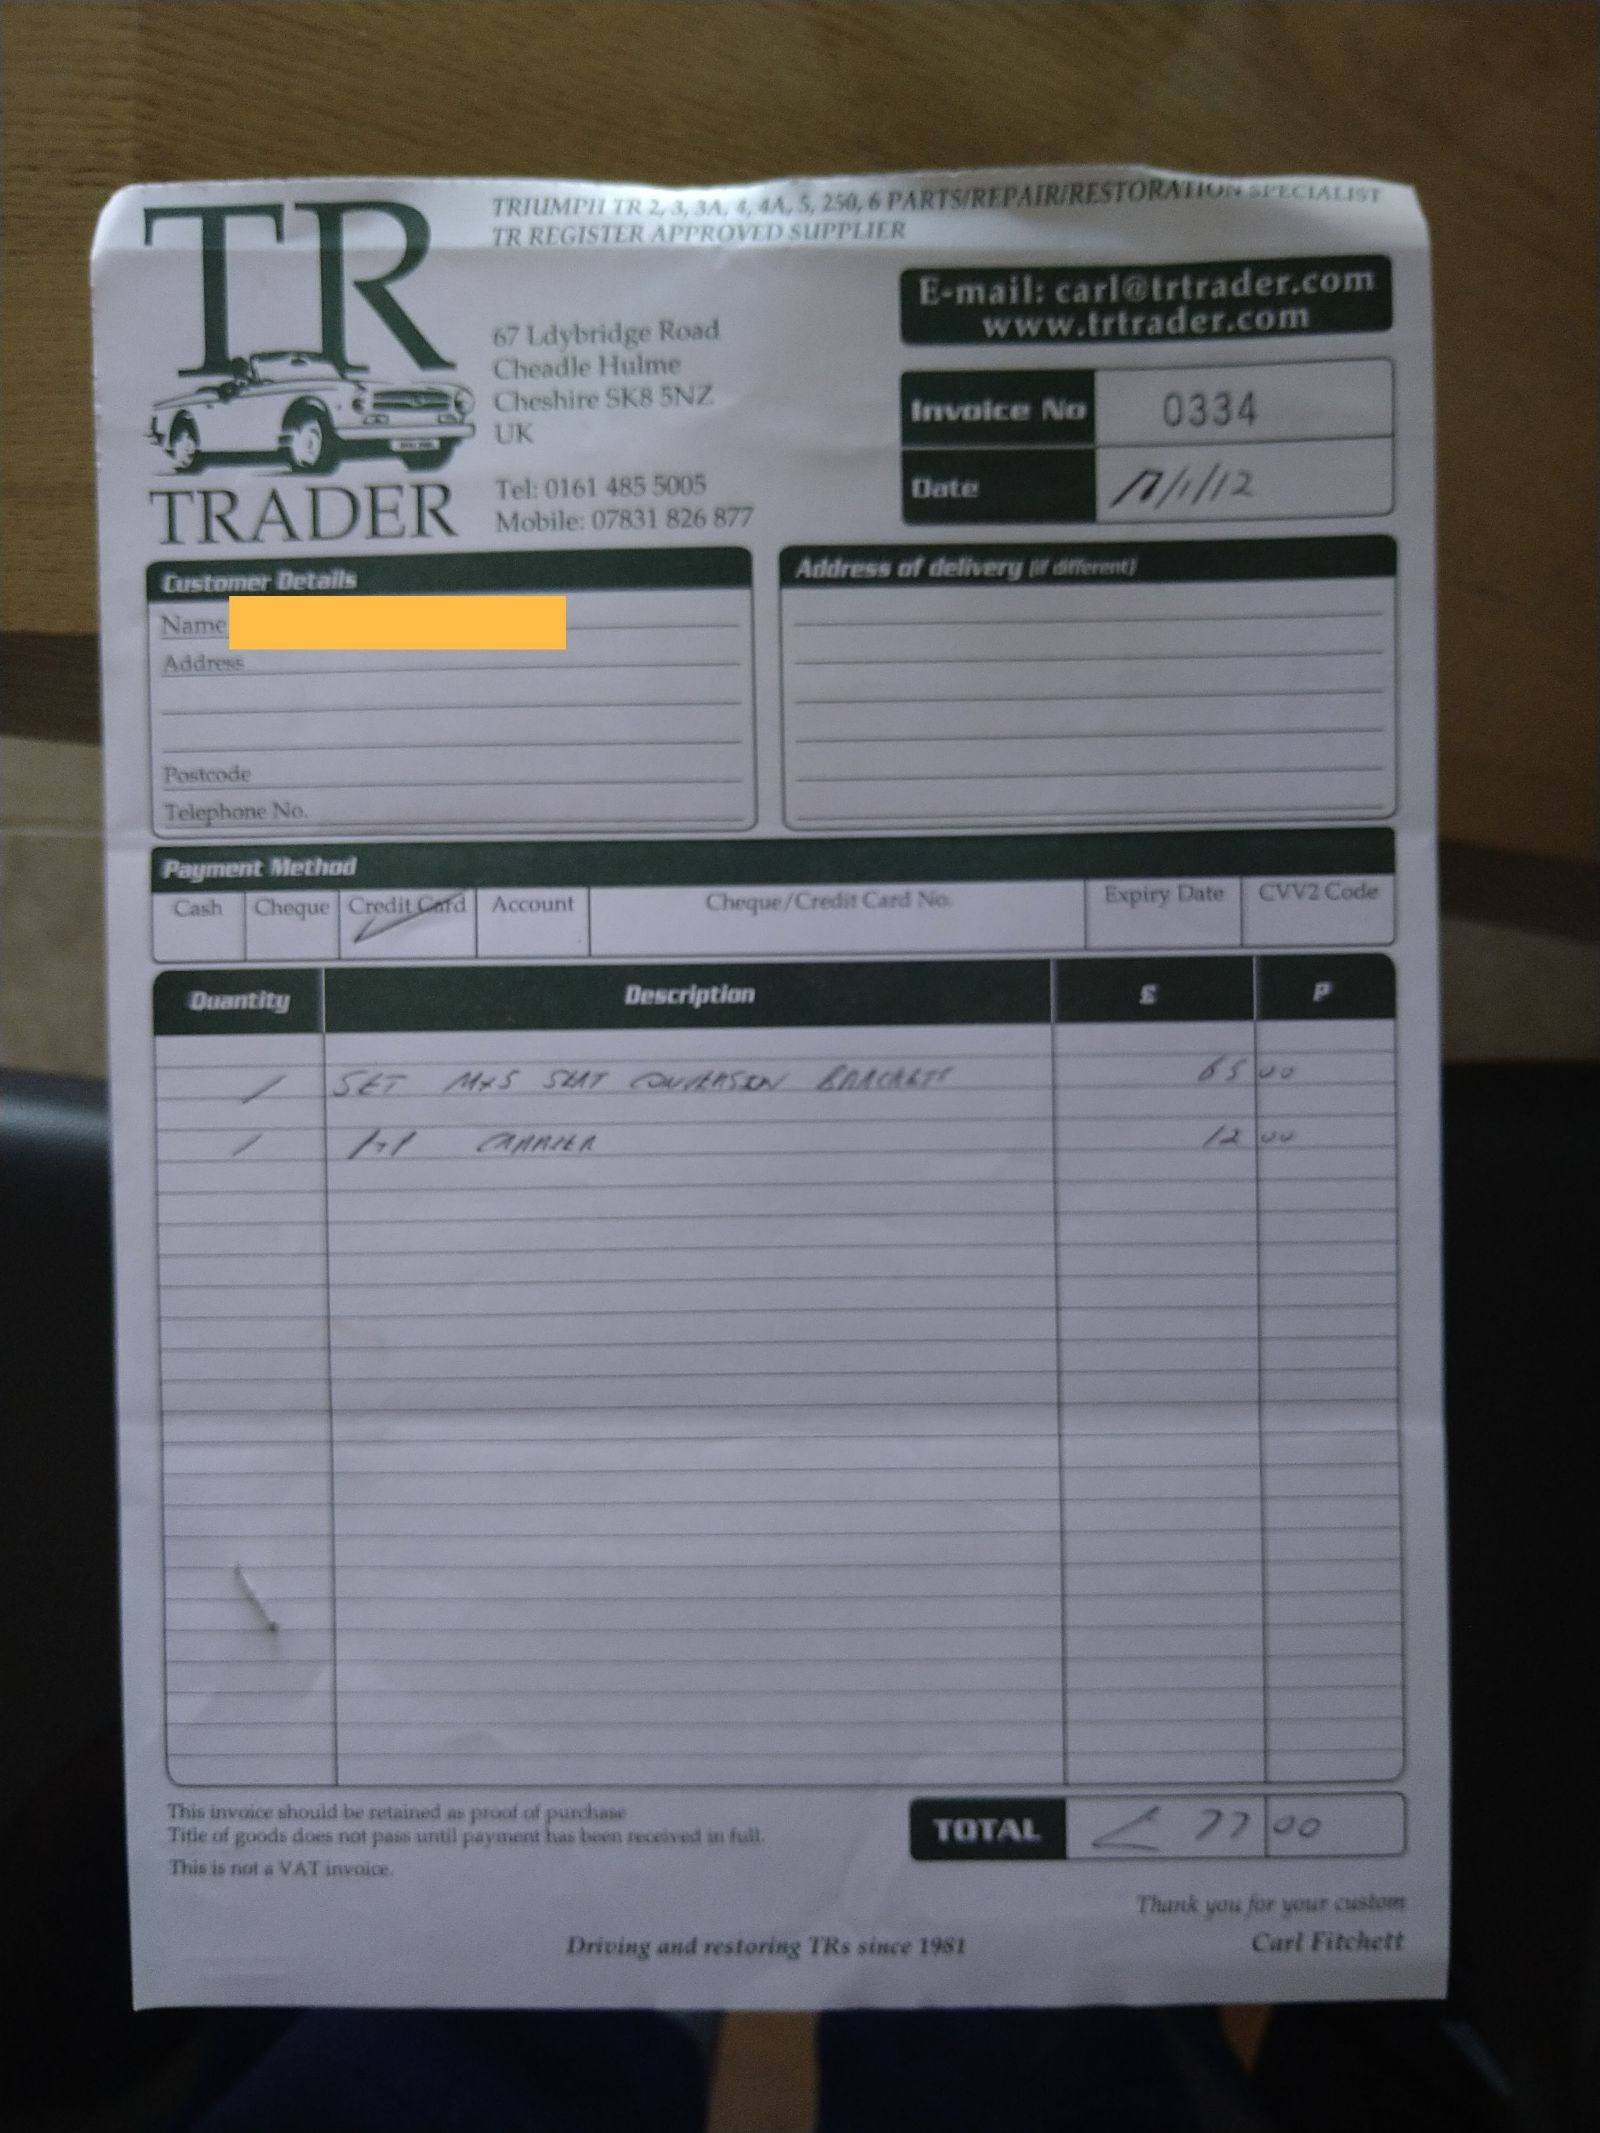 TR
TRADER
TRIUMPH TR 2, 3, 3A, 4, 4A, 5, 250, 6 PARTS/REPAIR/RESTORATION SPECIALIST
TR REGISTER APPROVED SUPPLIER
67 Ldybridge Road
Cheadle Hulme
Cheshire SK8 5NZ
UK
Tel: 0161 485 5005
Mobile: 07831 826 877
E-mail: carl@trtrader.com
www.trtrader.com
Invoice No 0334
Date 17/1/12
Customer Details
Name
Address
Postcode
Telephone No.
Address of delivery (if different)
Payment Method
Cash Cheque Credit Card Account Cheque/Credit Card No. Expiry Date CVV2 Code
Quantity Description £ P
1 SET MX5 SEAT CONVERSION BRACKETS 65 00
1 CARRIER 12 00
This invoice should be retained as proof of purchase
Title of goods does not pass until payment has been received in full.
This is not a VAT invoice.
TOTAL £ 77 00
Thank you for your custom
Carl Fitchett
Driving and restoring TRs since 1981